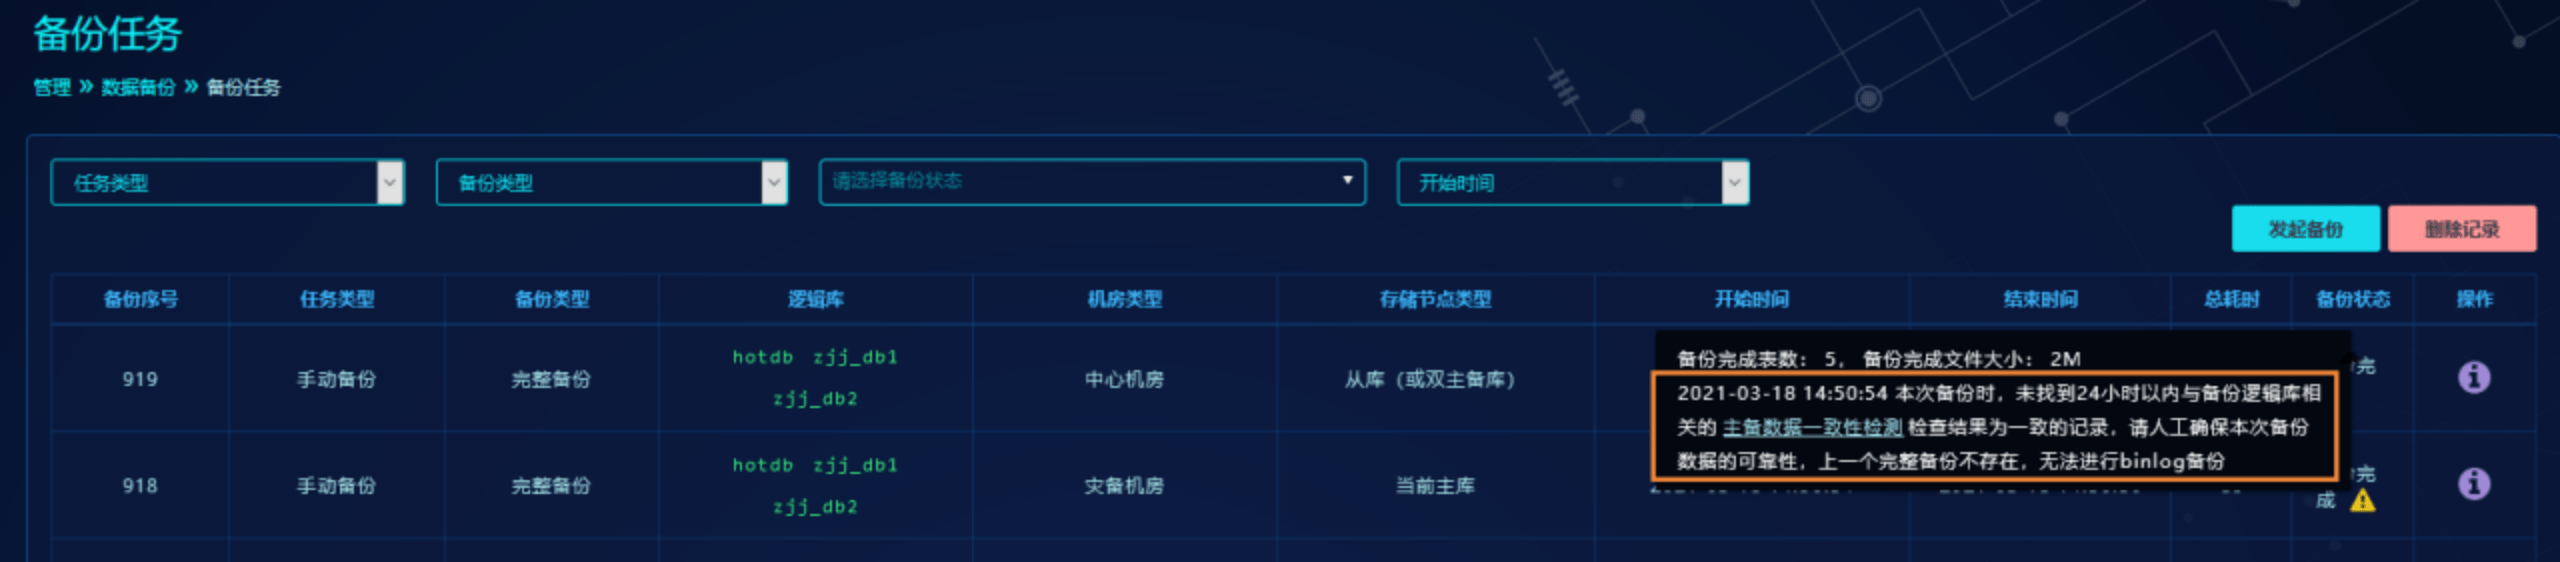 备份任务
管理 » 数据备份 » 备份任务
任务类型 备份类型 请选择备份状态 开始时间
发起备份 删除记录
备份序号 任务类型 备份类型 逻辑库 机房类型 存储节点类型 开始时间 结束时间 总耗时 备份状态 操作
919 手动备份 完整备份 hotdb zjj_db1 zjj_db2 中心机房 从库（或双主备库） 完
备份完成表数： 5， 备份完成文件大小： 2M
2021-03-18 14:50:54 本次备份时，未找到24小时以内与备份逻辑库相
关的 主备数据一致性检测 检查结果为一致的记录，请人工确保本次备份
数据的可靠性，上一个完整备份不存在，无法进行binlog备份
918 手动备份 完整备份 hotdb zjj_db1 zjj_db2 灾备机房 当前主库 完
成